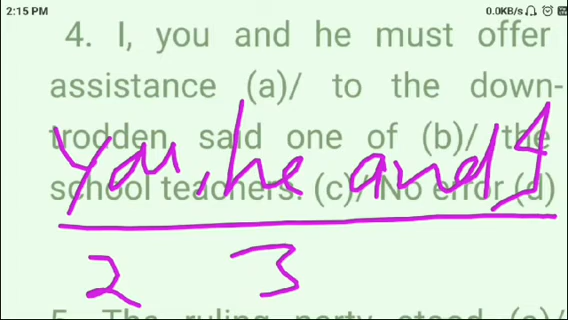 2:15 PM 0.0KB/s
4. I, you and he must offer
assistance (a)/ to the down-
trodden, said one of (b)/ the
school teachers. (c)/ No error (d)
You, he and I
2 3
5. The ruling party stood (a)/